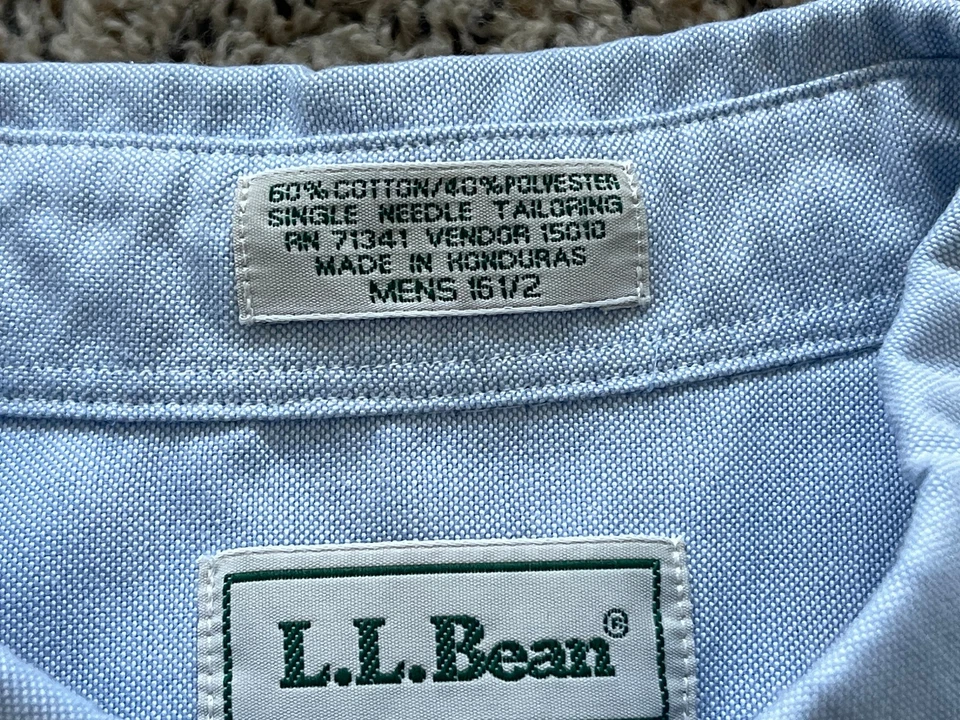 60% COTTON/40% POLYESTER
SINGLE NEEDLE TAILORING
RN 71341 VENDOR 15010
MADE IN HONDURAS
MENS 16 1/2
L.L.Bean®